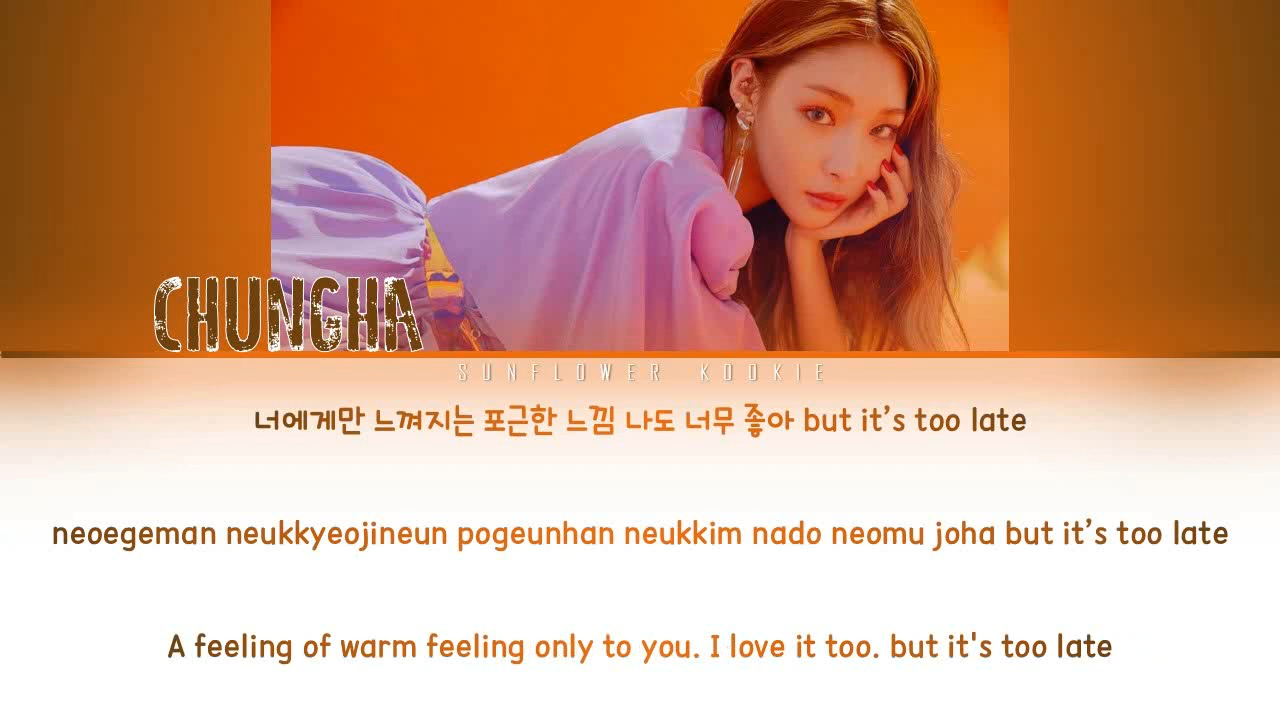 CHUNGHA
SUNFLOWER KOOKIE
너에게만 느껴지는 포근한 느낌 나도 너무 좋아 but it’s too late
neoegeman neukkyeojineun pogeunhan neukkim nado neomu joha but it’s too late
A feeling of warm feeling only to you. I love it too. but it's too late